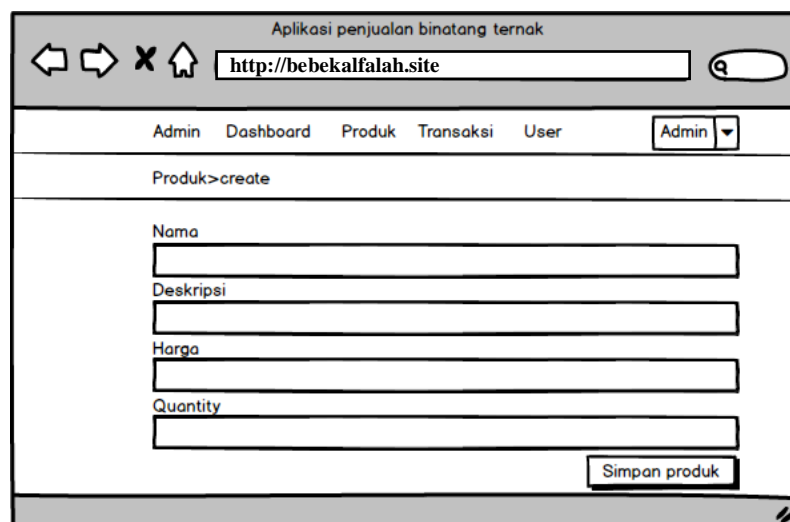 Aplikasi penjualan binatang ternak
http://bebekalfalah.site
Admin Dashboard Produk Transaksi User Admin
Produk>create
Nama
Deskripsi
Harga
Quantity
Simpan produk